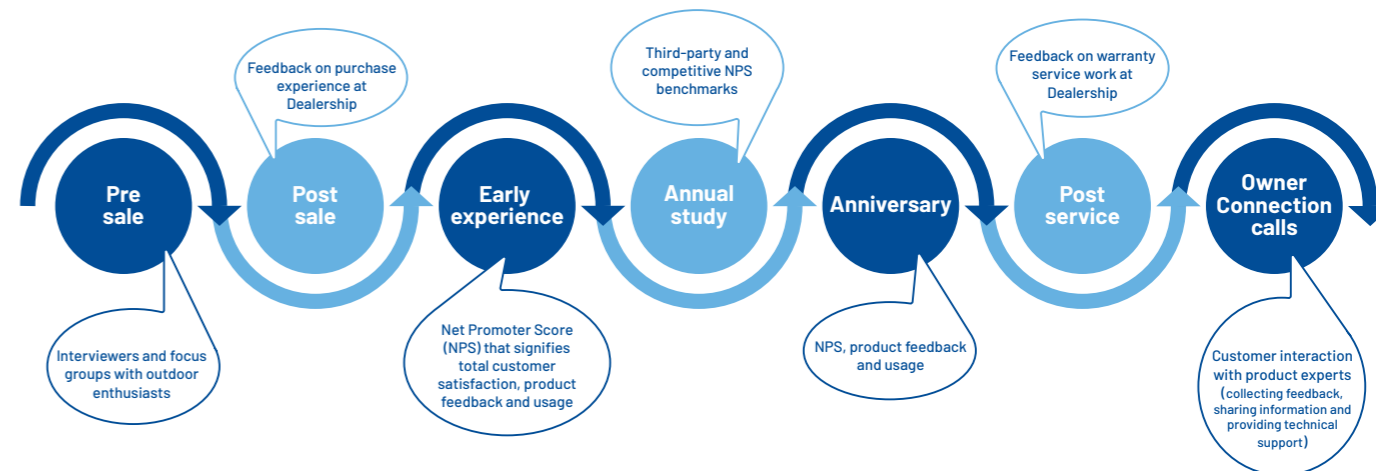 Pre
sale
Interviewers and focus
groups with outdoor
enthusiasts
Feedback on purchase
experience at
Dealership
Post
sale
Early
experience
Net Promoter Score
(NPS) that signifies
total customer
satisfaction, product
feedback and usage
Third-party and
competitive NPS
benchmarks
Annual
study
Anniversary
NPS, product feedback
and usage
Feedback on warranty
service work at
Dealership
Post
service
Owner
Connection
calls
Customer interaction
with product experts
(collecting feedback,
sharing information and
providing technical
support)